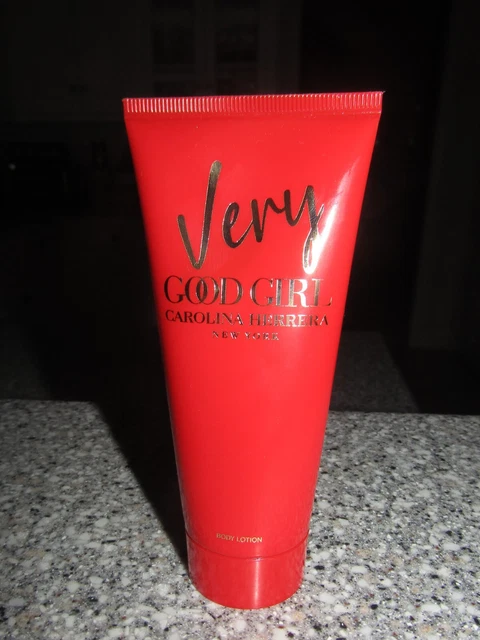 Very
GOOD GIRL
CAROLINA HERRERA
NEW YORK
BODY LOTION